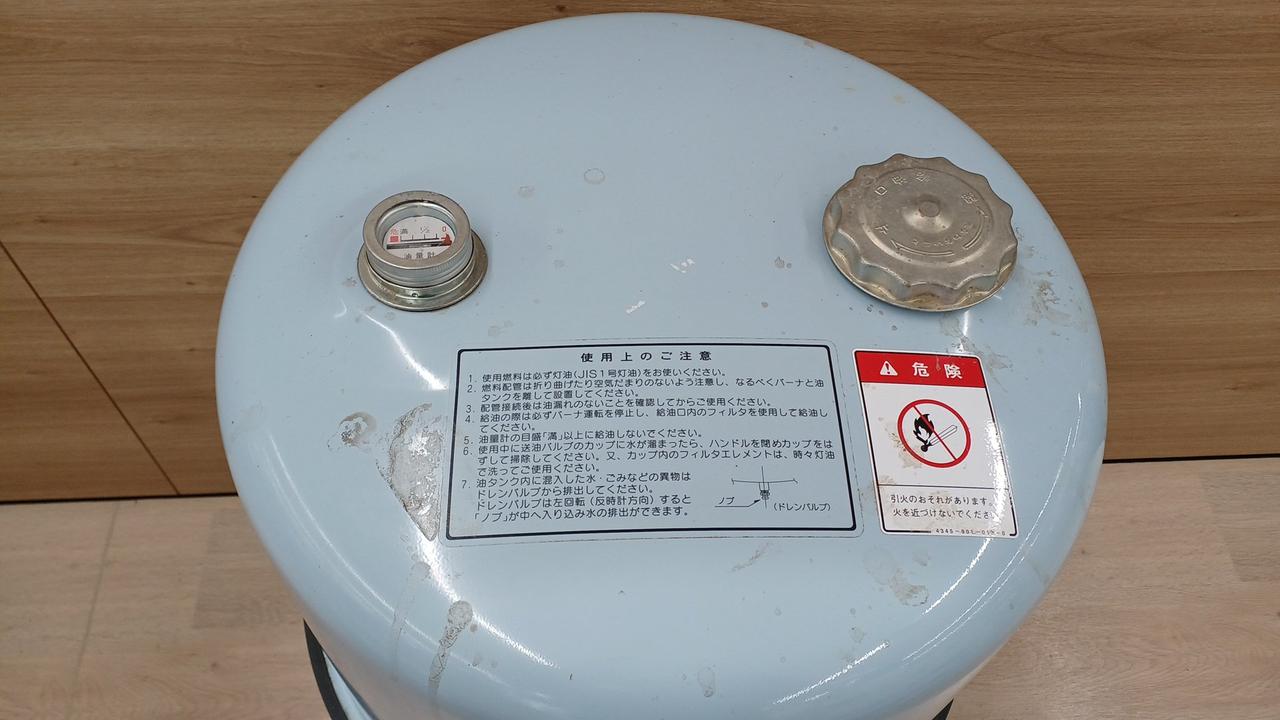 危 満 1/2 0
油量計
使用上のご注意
1. 使用燃料は必ず灯油(JIS1号灯油)をお使いください。
2. 燃料配管は折り曲げたり空気だまりのないよう注意し、なるべくバーナと油
タンクを離して設置してください。
3. 配管接続後は油漏れのないことを確認してからご使用ください。
4. 給油の際は必ずバーナ運転を停止し、給油口内のフィルタを使用して給油し
てください。
5. 油量計の目盛「満」以上に給油しないでください。
6. 使用中に送油バルブのカップに水が溜まったら、ハンドルを閉めカップをは
ずして掃除してください。又、カップ内のフィルタエレメントは、時々灯油
で洗ってご使用ください。
7. 油タンク内に混入した水・ごみなどの異物は
ドレンバルブから排出してください。
ドレンバルブは左回転(反時計方向)すると
「ノブ」が中へ入り込み水の排出ができます。
ノブ
(ドレンバルブ)
危険
引火のおそれがあります。
火を近づけないでください